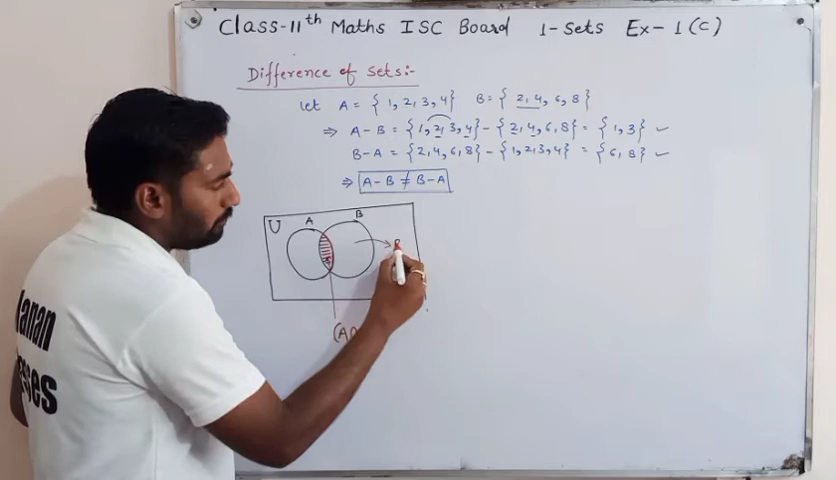 Class-11th Maths ISC Board 1-Sets Ex-1(C)
Difference of Sets:-
let A = {1,2,3,4} B = {2,4,6,8}
⇒ A-B = {1,2,3,4} - {2,4,6,8} = {1,3} ✓
B-A = {2,4,6,8} - {1,2,3,4} = {6,8} ✓
⇒ A-B ≠ B-A
U A B
(A∩